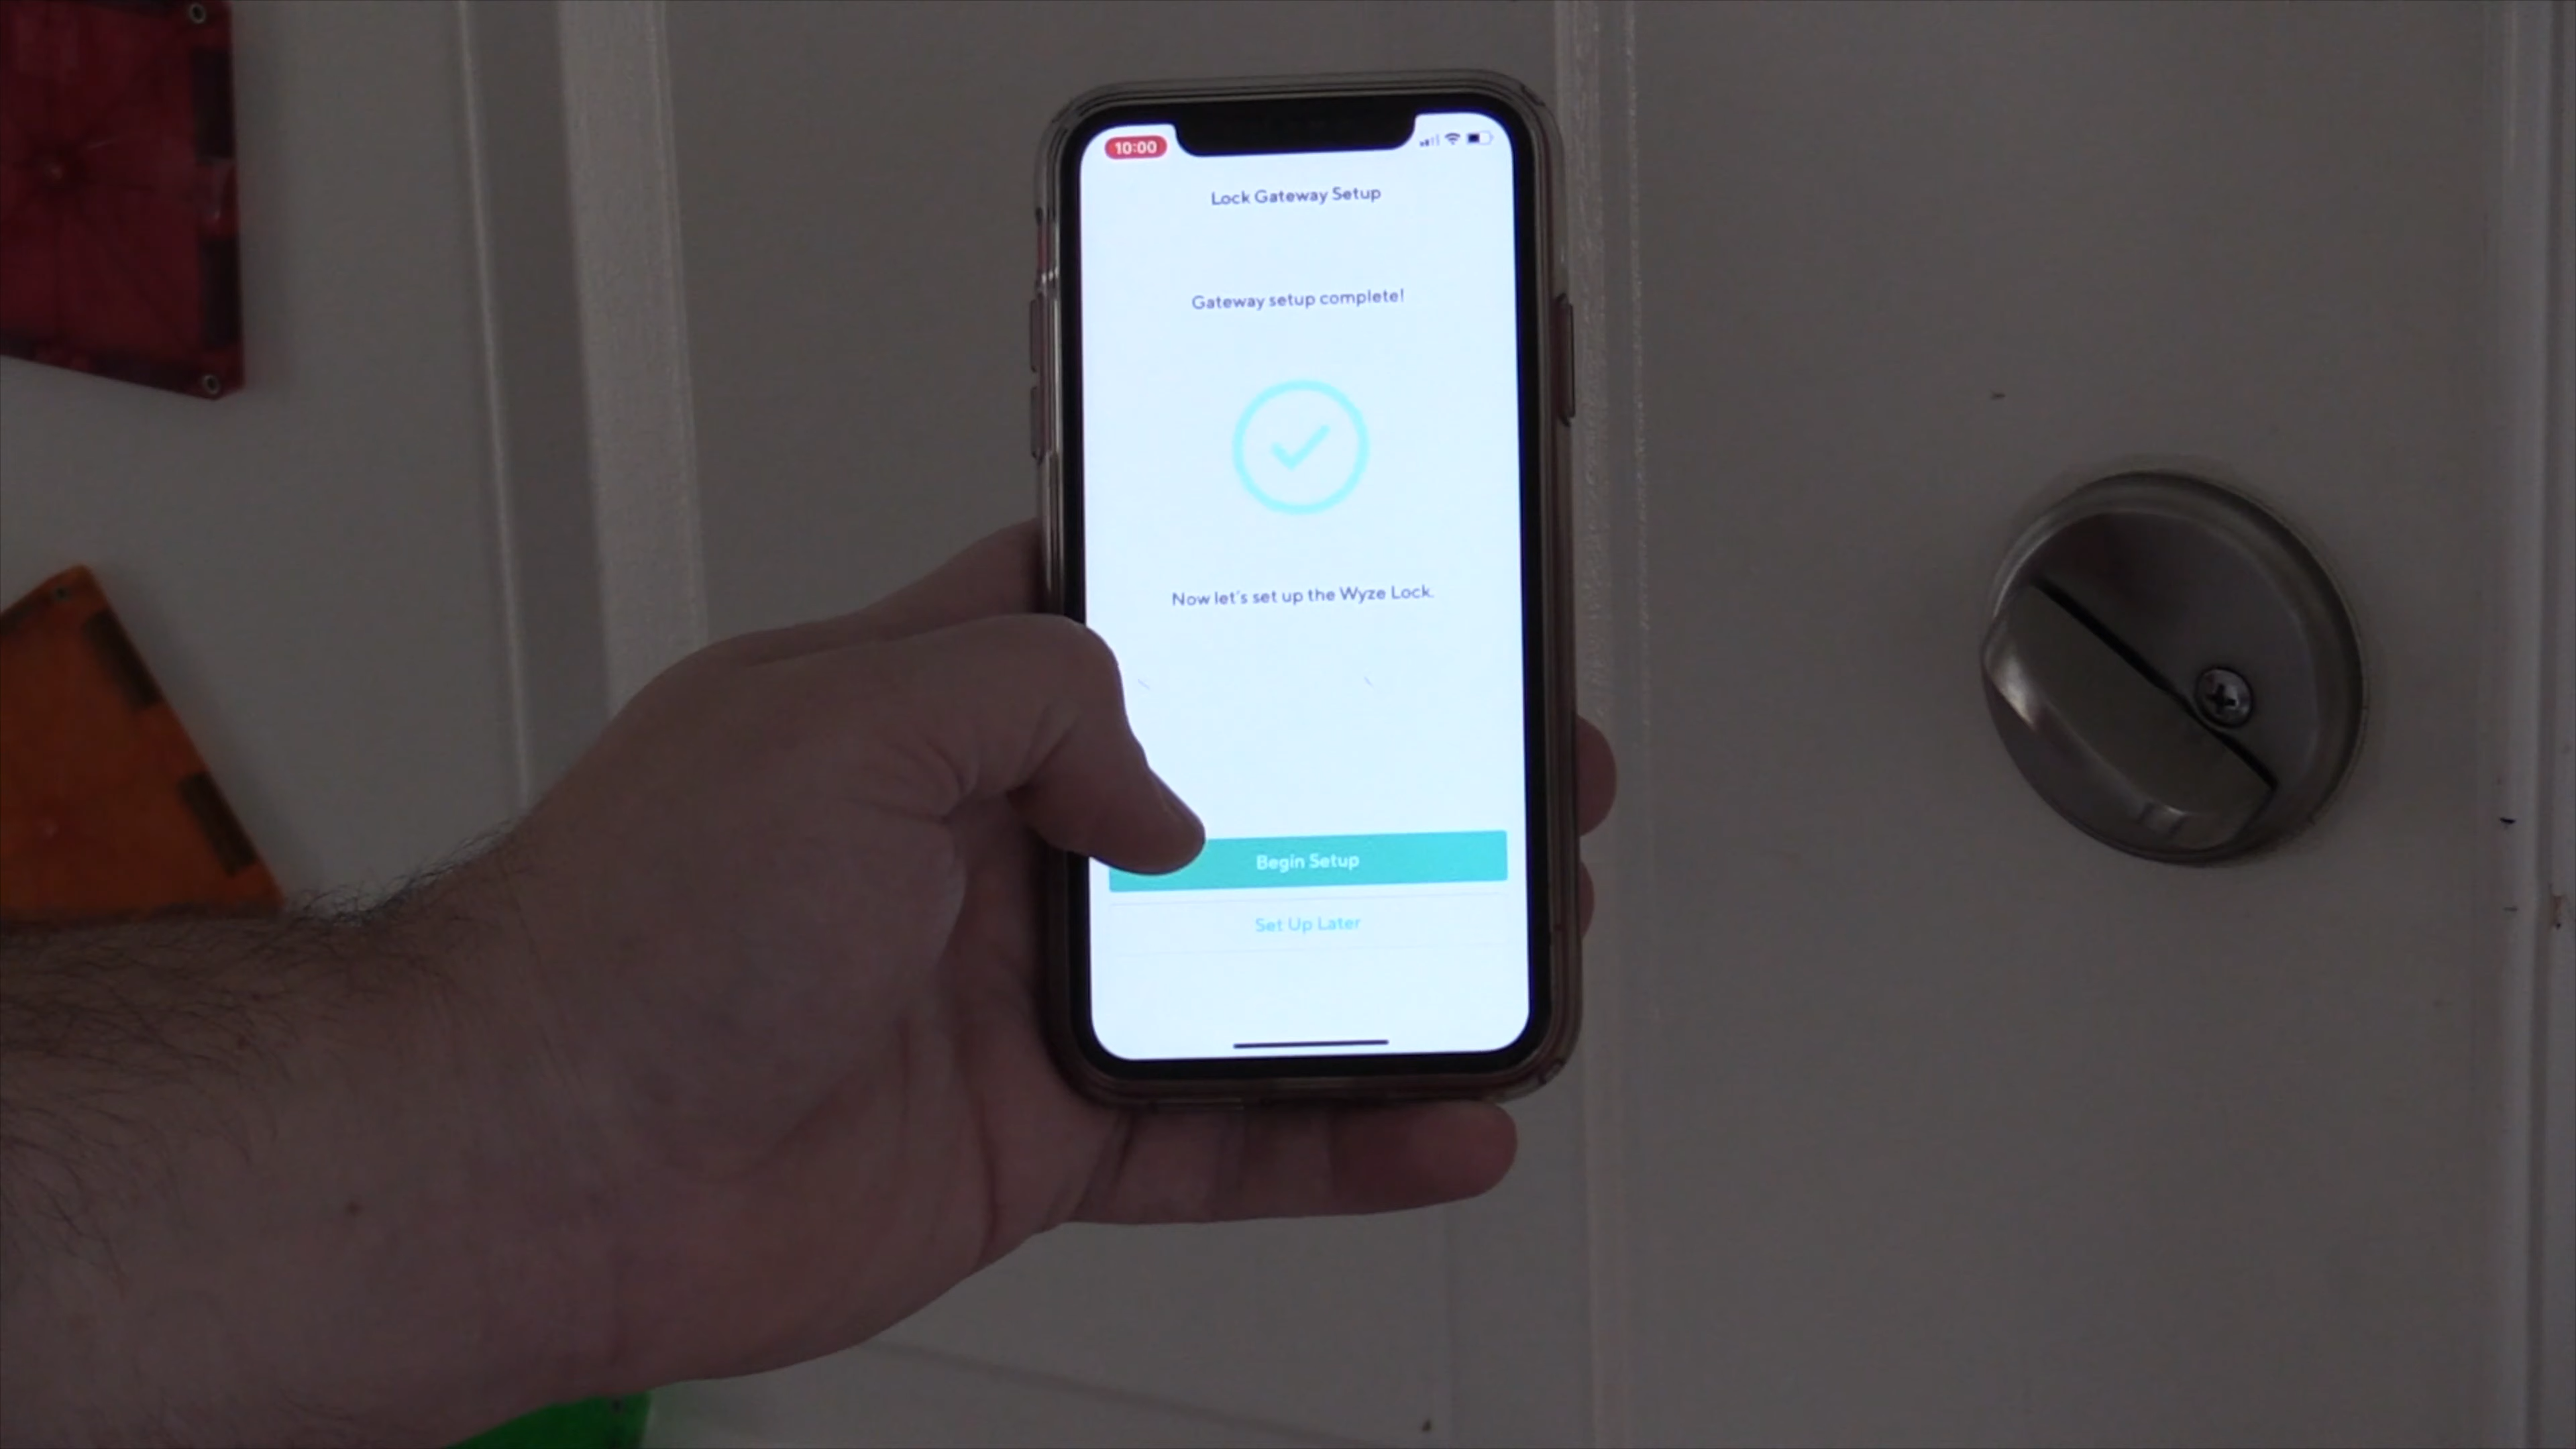 10:00
Lock Gateway Setup
Gateway setup complete!
Now let's set up the Wyze Lock.
Begin Setup
Set Up Later